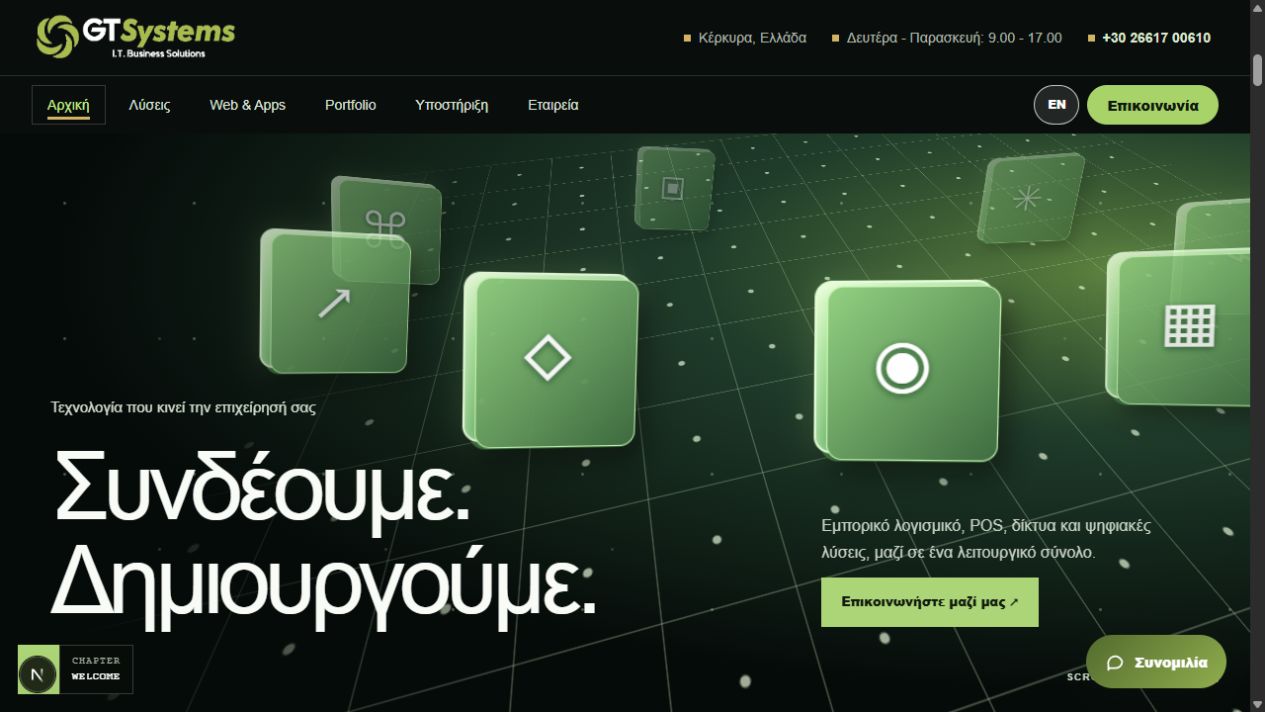 GTSystems
I.T. Business Solutions
Κέρκυρα, Ελλάδα
Δευτέρα - Παρασκευή: 9.00 - 17.00
+30 26617 00610
Αρχική
Λύσεις
Web & Apps
Portfolio
Υποστήριξη
Εταιρεία
EN
Επικοινωνία
Τεχνολογία που κινεί την επιχείρησή σας
Συνδέουμε.
Δημιουργούμε.
Εμπορικό λογισμικό, POS, δίκτυα και ψηφιακές
λύσεις, μαζί σε ένα λειτουργικό σύνολο.
Επικοινωνήστε μαζί μας ↗
N
CHAPTER
WELCOME
Συνομιλία